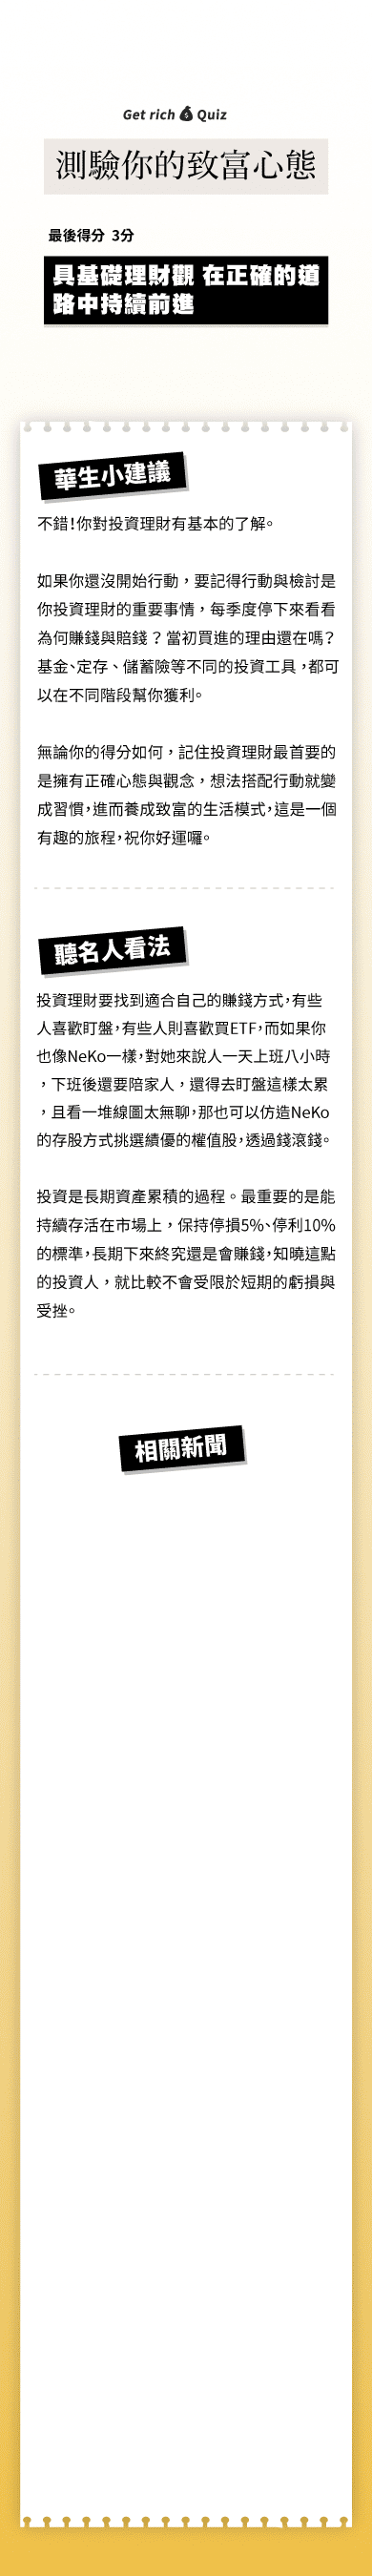 Get rich Quiz
測驗你的致富心態
最後得分 3分
具基礎理財觀 在正確的道
路中持續前進
華生小建議
不錯！你對投資理財有基本的了解。
如果你還沒開始行動，要記得行動與檢討是
你投資理財的重要事情，每季度停下來看看
為何賺錢與賠錢？當初買進的理由還在嗎？
基金、定存、儲蓄險等不同的投資工具，都可
以在不同階段幫你獲利。
無論你的得分如何，記住投資理財最首要的
是擁有正確心態與觀念，想法搭配行動就變
成習慣，進而養成致富的生活模式，這是一個
有趣的旅程，祝你好運囉。
聽名人看法
投資理財要找到適合自己的賺錢方式，有些
人喜歡盯盤，有些人則喜歡買ETF，而如果你
也像NeKo一樣，對她來說人一天上班八小時
，下班後還要陪家人，還得去盯盤這樣太累
，且看一堆線圖太無聊，那也可以仿造NeKo
的存股方式挑選績優的權值股，透過錢滾錢。
投資是長期資產累積的過程。最重要的是能
持續存活在市場上，保持停損5%、停利10%
的標準，長期下來終究還是會賺錢，知曉這點
的投資人，就比較不會受限於短期的虧損與
受挫。
相關新聞